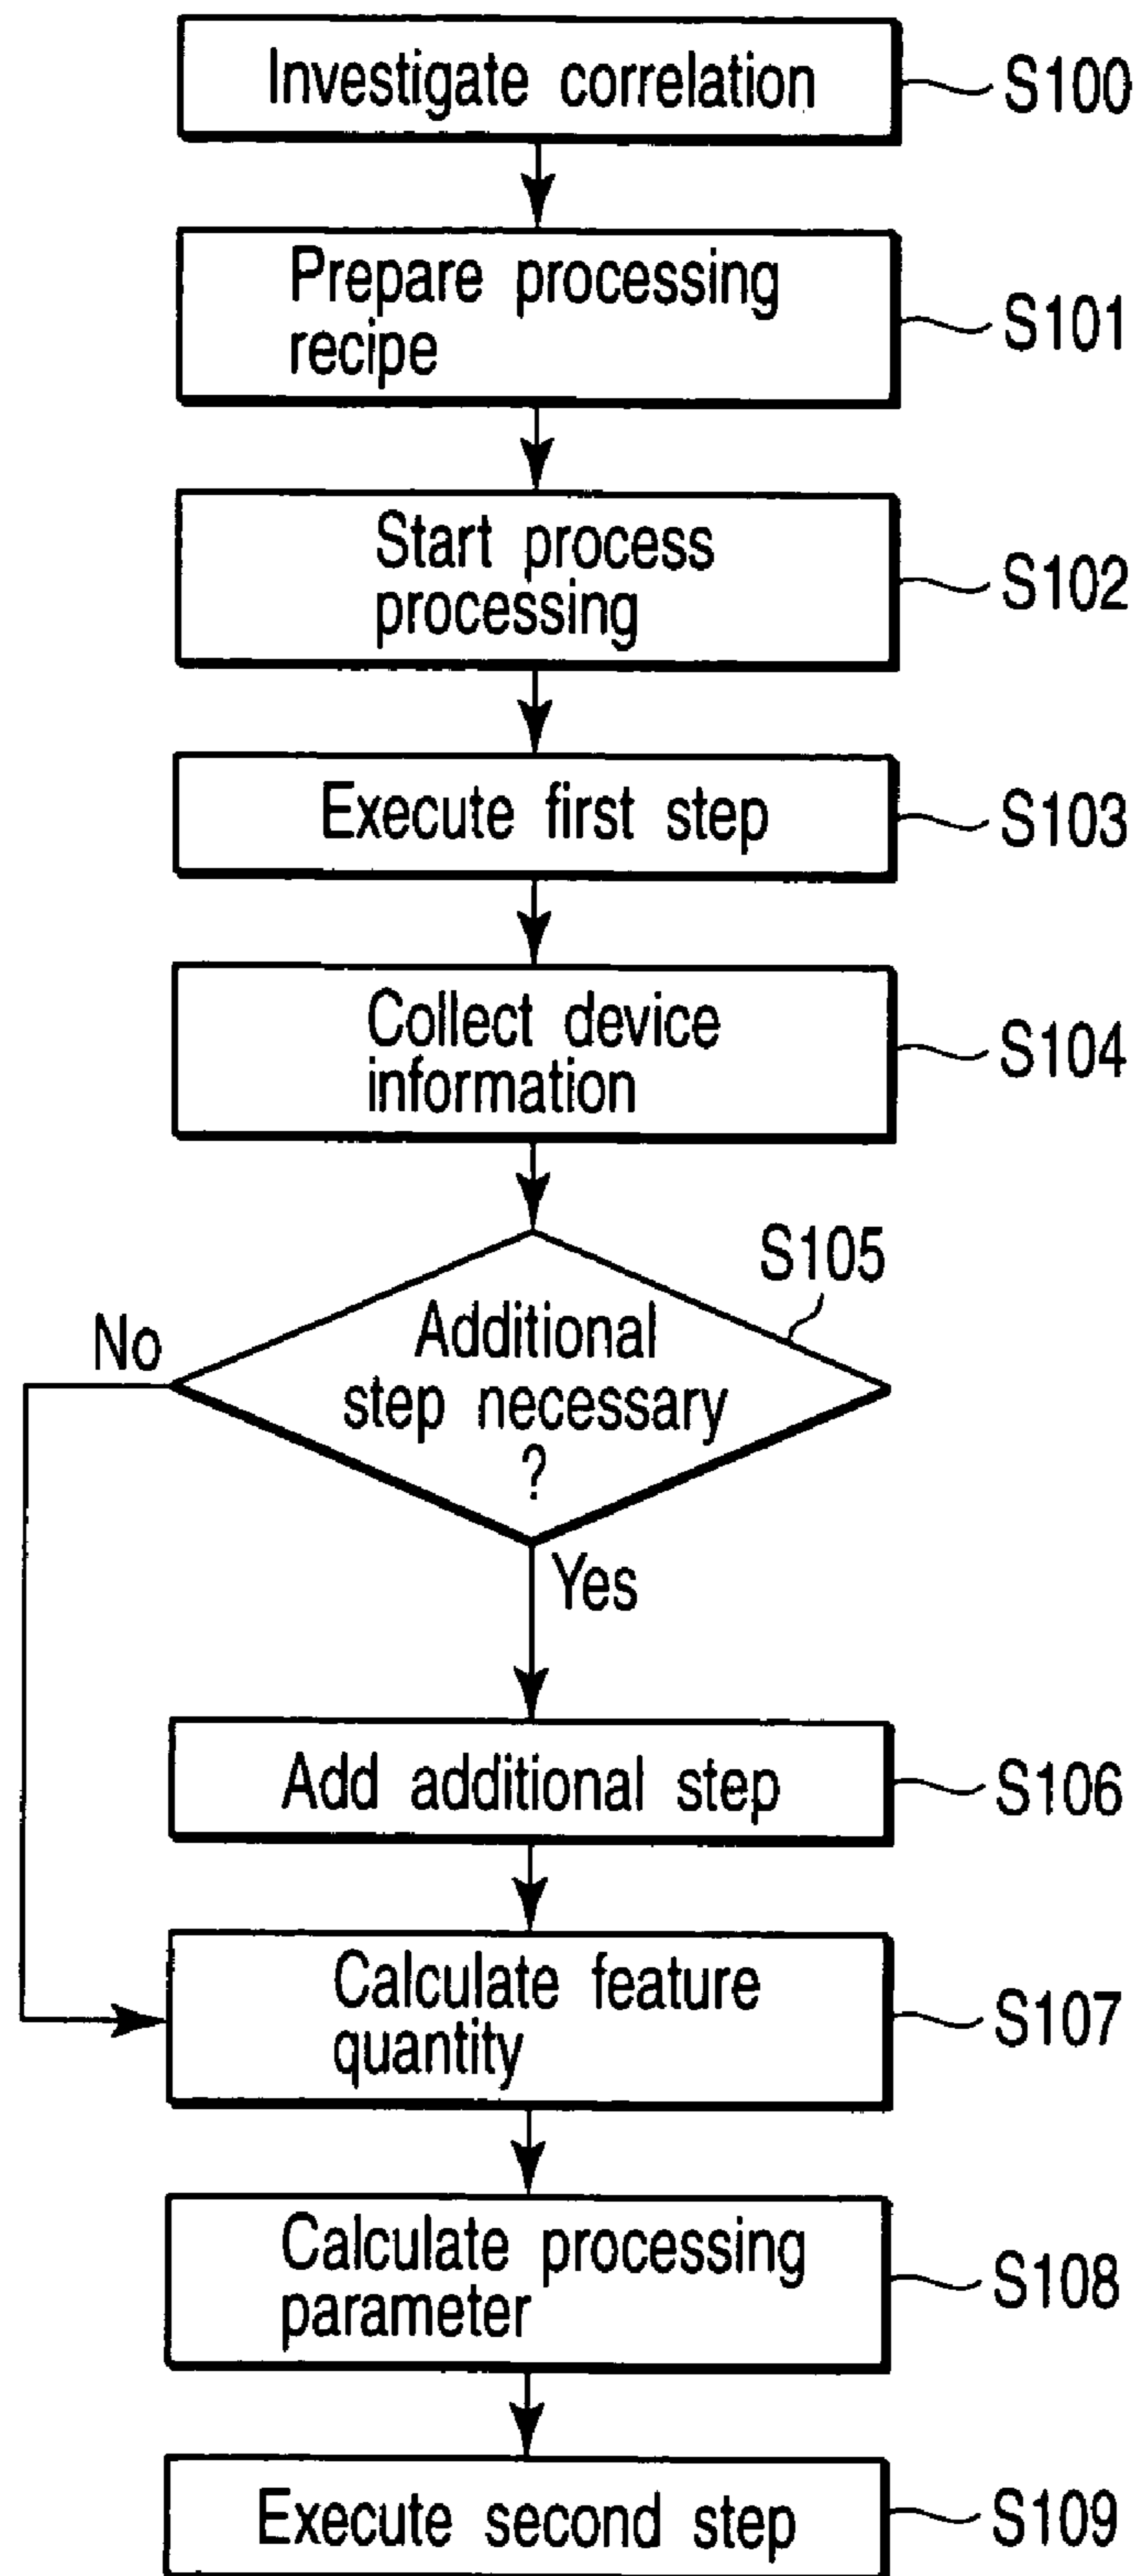 Investigate correlation
S100
Prepare processing
recipe
S101
Start process
processing
S102
Execute first step
S103
Collect device
information
S104
S105
No
Additional
step necessary
?
Yes
Add additional step
S106
Calculate feature
quantity
S107
Calculate processing
parameter
S108
Execute second step
S109